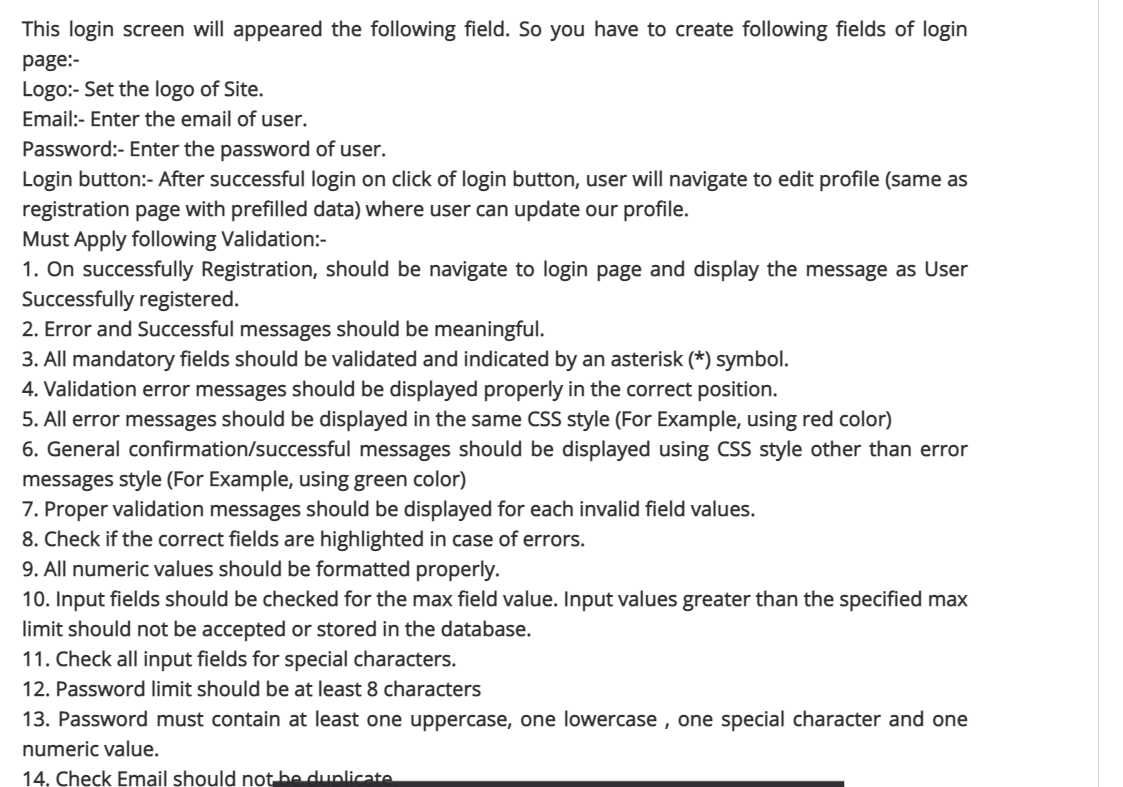 This login screen will appeared the following field. So you have to create following fields of login
page:-
Logo:- Set the logo of Site.
Email:- Enter the email of user.
Password:- Enter the password of user.
Login button:- After successful login on click of login button, user will navigate to edit profile (same as
registration page with prefilled data) where user can update our profile.
Must Apply following Validation:-
1. On successfully Registration, should be navigate to login page and display the message as User
Successfully registered.
2. Error and Successful messages should be meaningful.
3. All mandatory fields should be validated and indicated by an asterisk (*) symbol.
4. Validation error messages should be displayed properly in the correct position.
5. All error messages should be displayed in the same CSS style (For Example, using red color)
6. General confirmation/successful messages should be displayed using CSS style other than error
messages style (For Example, using green color)
7. Proper validation messages should be displayed for each invalid field values.
8. Check if the correct fields are highlighted in case of errors.
9. All numeric values should be formatted properly.
10. Input fields should be checked for the max field value. Input values greater than the specified max
limit should not be accepted or stored in the database.
11. Check all input fields for special characters.
12. Password limit should be at least 8 characters
13. Password must contain at least one uppercase, one lowercase , one special character and one
numeric value.
14. Check Email should not be duplicate.